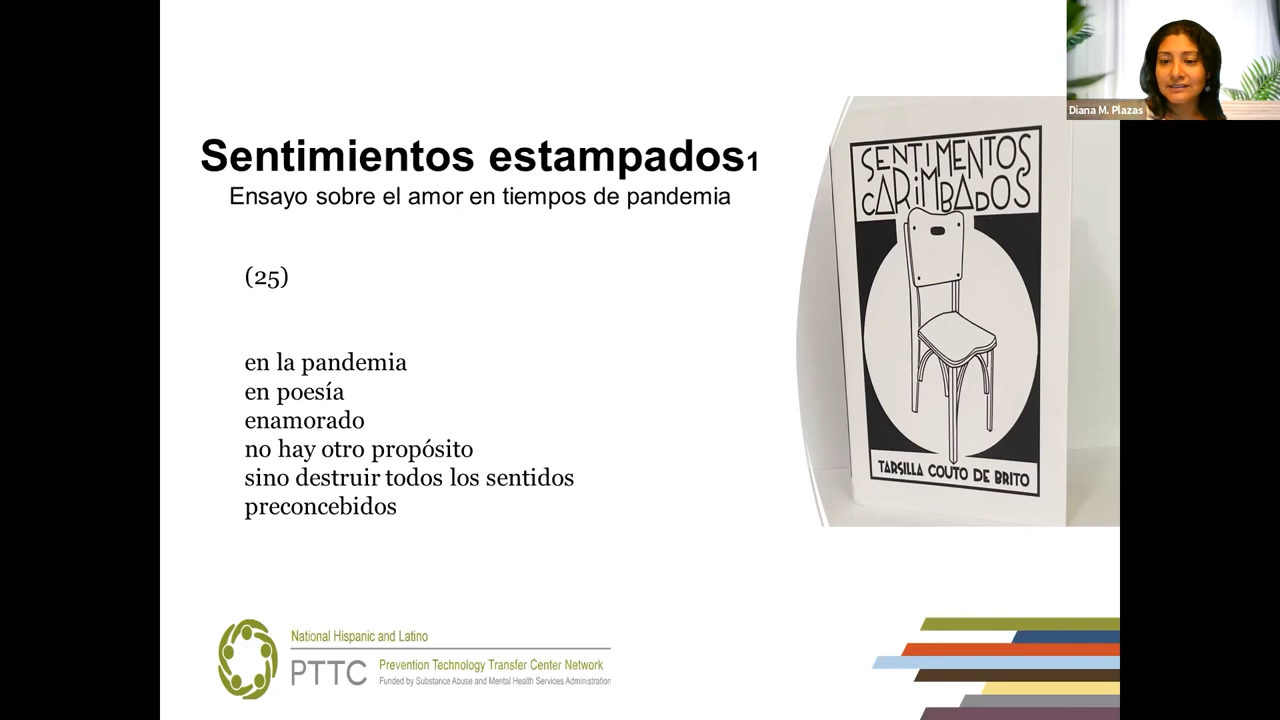 Diana M. Plazas
Sentimientos estampados1
Ensayo sobre el amor en tiempos de pandemia
(25)
en la pandemia
en poesía
enamorado
no hay otro propósito
sino destruir todos los sentidos
preconcebidos
SENTIMENTOS
CARIMBADOS
TARSILLA COUTO DE BRITO
National Hispanic and Latino
PTTC
Prevention Technology Transfer Center Network
Funded by Substance Abuse and Mental Health Services Administration